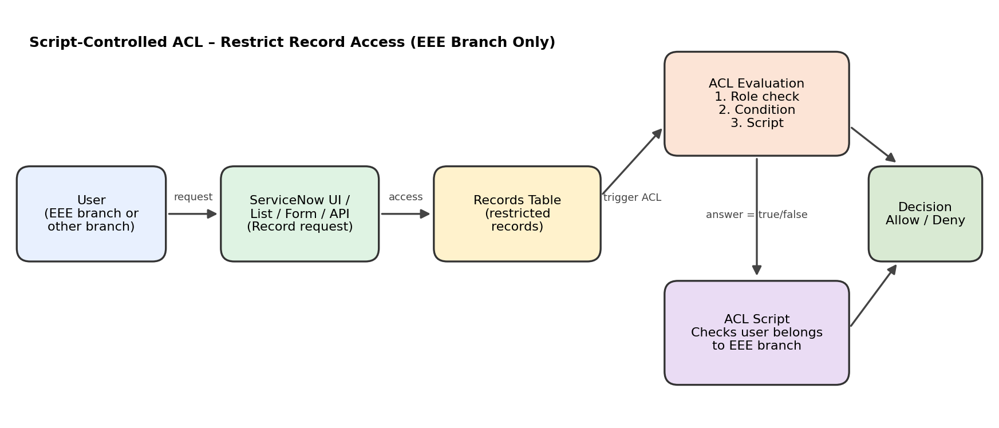 Script-Controlled ACL – Restrict Record Access (EEE Branch Only)
User
(EEE branch or
other branch)
request
ServiceNow UI /
List / Form / API
(Record request)
access
Records Table
(restricted
records)
trigger ACL
ACL Evaluation
1. Role check
2. Condition
3. Script
answer = true/false
ACL Script
Checks user belongs
to EEE branch
Decision
Allow / Deny